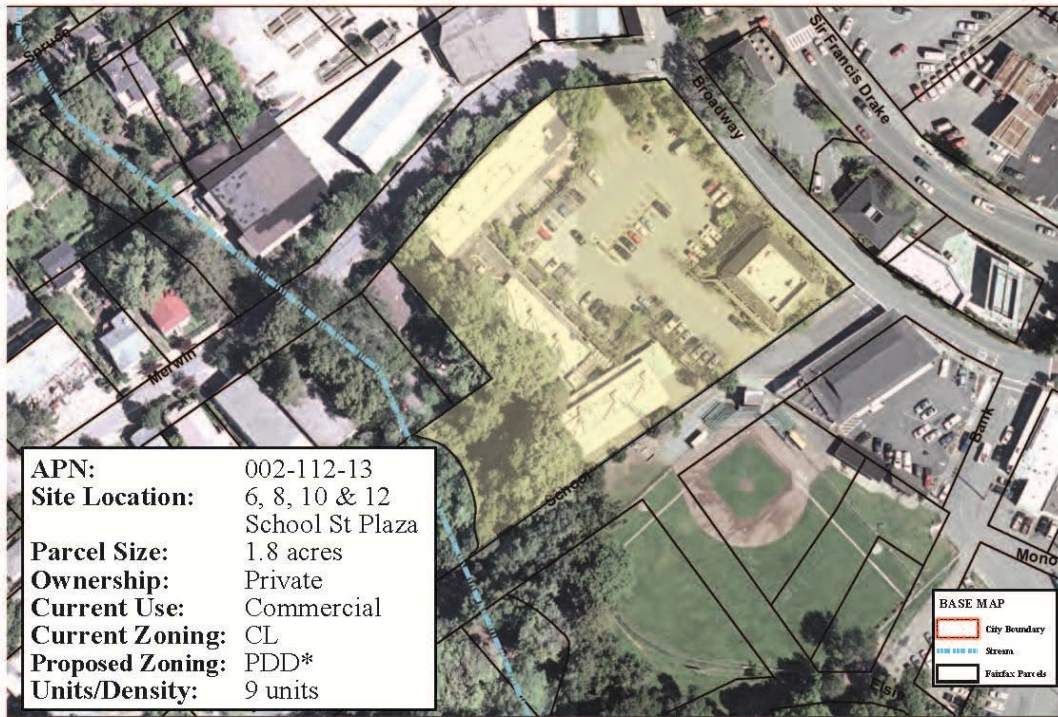 Spruce
Sir Francis Drake
Broadway
Merwin
School
Bank
Mono
Elsie
APN: 002-112-13
Site Location: 6, 8, 10 & 12
School St Plaza
Parcel Size: 1.8 acres
Ownership: Private
Current Use: Commercial
Current Zoning: CL
Proposed Zoning: PDD*
Units/Density: 9 units
BASE MAP
City Boundary
Stream
Fairfax Parcels